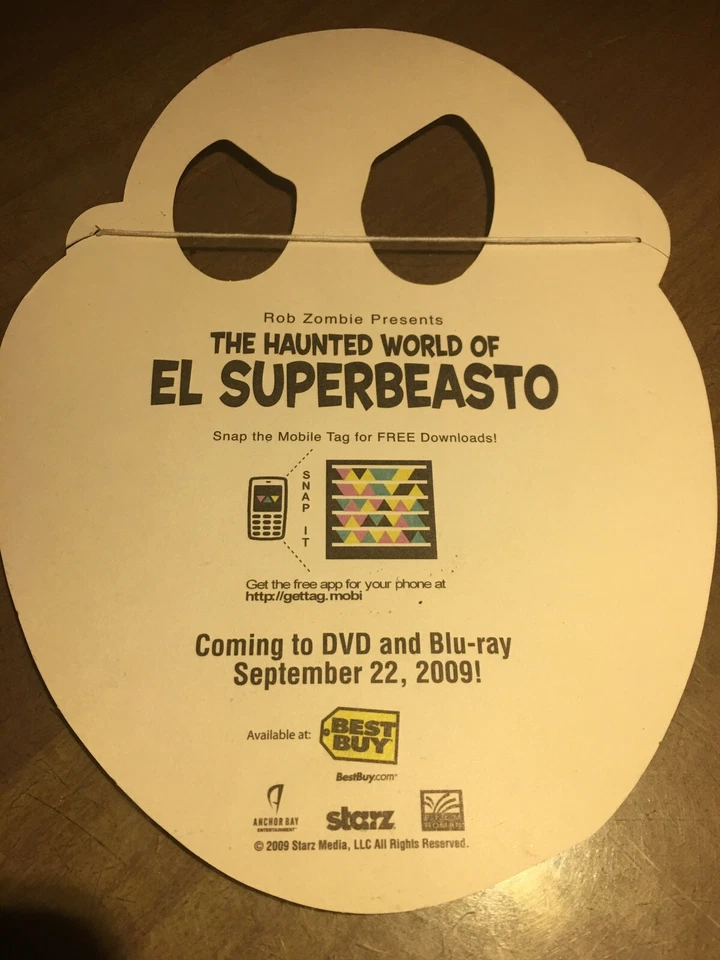 Rob Zombie Presents
THE HAUNTED WORLD OF
EL SUPERBEASTO
Snap the Mobile Tag for FREE Downloads!
SNAP IT
Get the free app for your phone at
http://gettag.mobi
Coming to DVD and Blu-ray
September 22, 2009!
Available at:
BEST
BUY
BestBuy.com™
ANCHOR BAY
ENTERTAINMENT™
starz
© 2009 Starz Media, LLC All Rights Reserved.